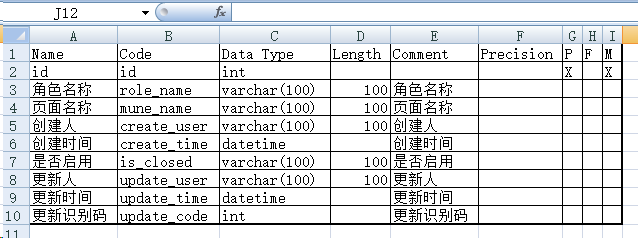 J12 fx
A B C D E F G H I
1 Name Code Data Type Length Comment Precision P F M
2 id id int X X
3 角色名称 role_name varchar(100) 100 角色名称
4 页面名称 mune_name varchar(100) 100 页面名称
5 创建人 create_user varchar(100) 100 创建人
6 创建时间 create_time datetime 创建时间
7 是否启用 is_closed varchar(100) 100 是否启用
8 更新人 update_user varchar(100) 100 更新人
9 更新时间 update_time datetime 更新时间
10 更新识别码 update_code int 更新识别码
11